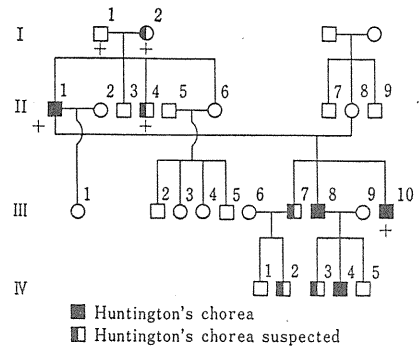 1 2
I
+ +
1 2 3 4 5 6 7 8 9
II
+ +
1 2 3 4 5 6 7 8 9 10
III
+
1 2 3 4 5
IV
Huntington's chorea
Huntington's chorea suspected